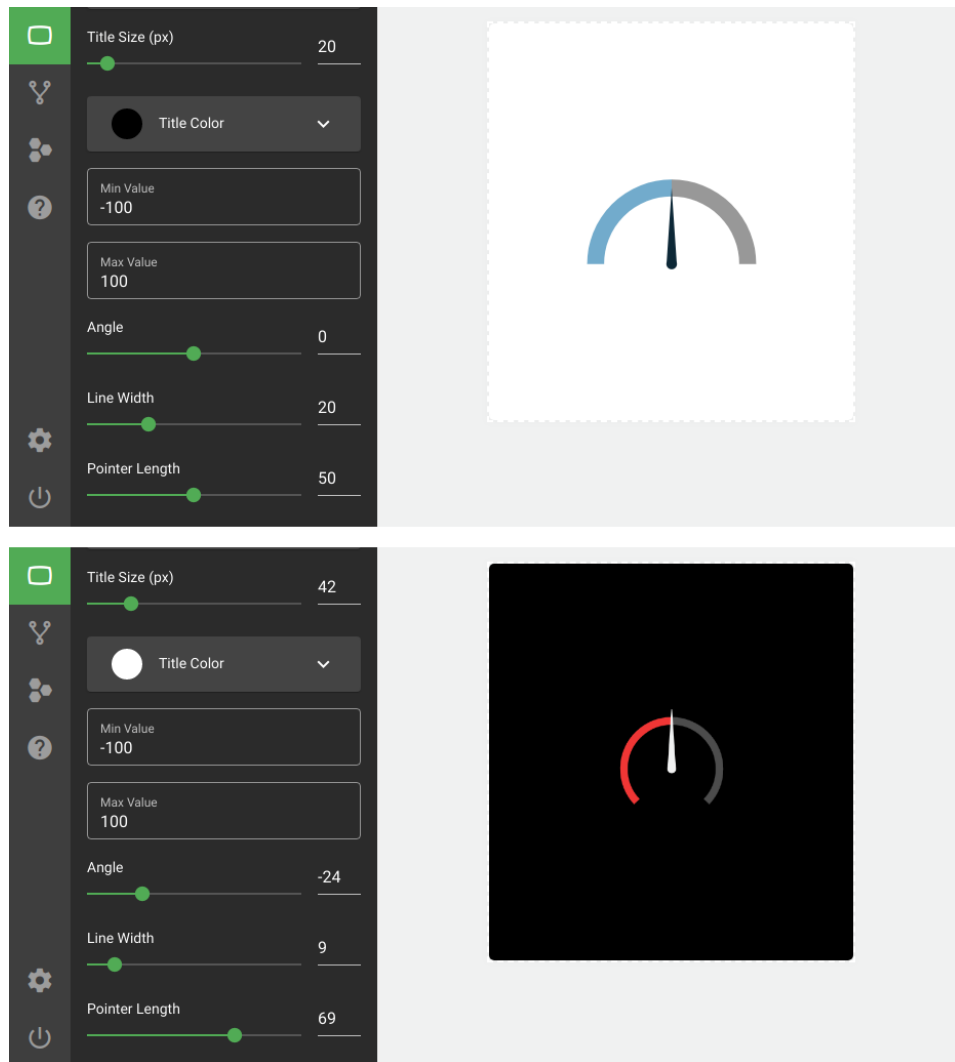 Title Size (px)
20
Title Color
Min Value
-100
Max Value
100
Angle
0
Line Width
20
Pointer Length
50
Title Size (px)
42
Title Color
Min Value
-100
Max Value
100
Angle
-24
Line Width
9
Pointer Length
69